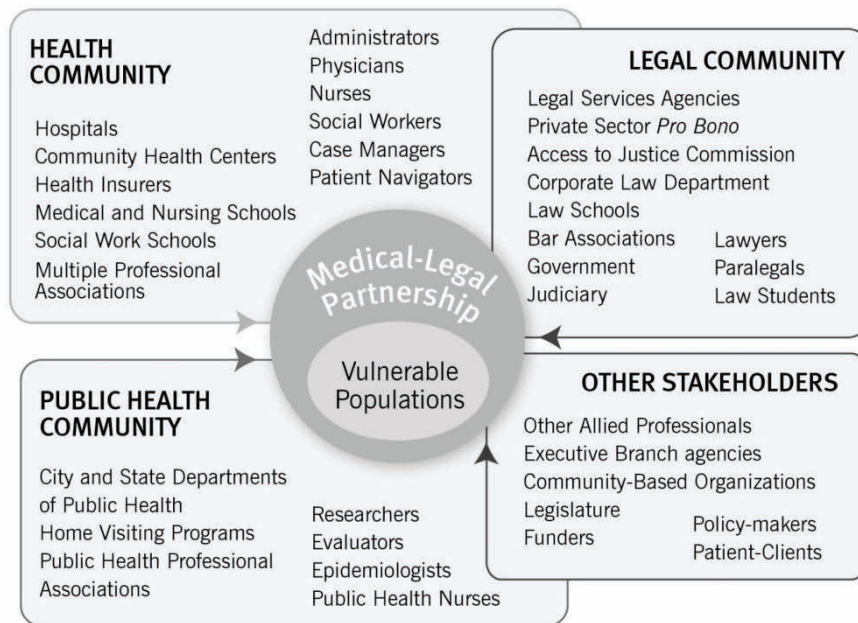 HEALTH
COMMUNITY
Hospitals
Community Health Centers
Health Insurers
Medical and Nursing Schools
Social Work Schools
Multiple Professional
Associations
Administrators
Physicians
Nurses
Social Workers
Case Managers
Patient Navigators
LEGAL COMMUNITY
Legal Services Agencies
Private Sector Pro Bono
Access to Justice Commission
Corporate Law Department
Law Schools
Bar Associations
Government
Judiciary
Lawyers
Paralegals
Law Students
Medical-Legal
Partnership
Vulnerable
Populations
PUBLIC HEALTH
COMMUNITY
City and State Departments
of Public Health
Home Visiting Programs
Public Health Professional
Associations
Researchers
Evaluators
Epidemiologists
Public Health Nurses
OTHER STAKEHOLDERS
Other Allied Professionals
Executive Branch agencies
Community-Based Organizations
Legislature
Funders
Policy-makers
Patient-Clients